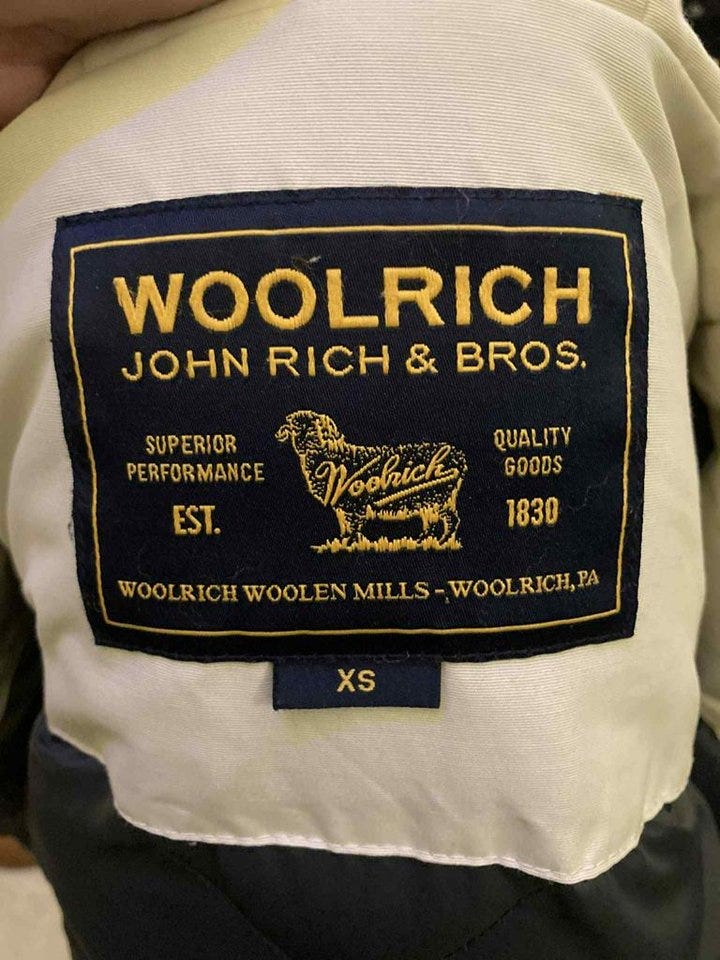 WOOLRICH
JOHN RICH & BROS.
SUPERIOR
PERFORMANCE
EST.
Woolrich
QUALITY
GOODS
1830
WOOLRICH WOOLEN MILLS - WOOLRICH, PA
XS